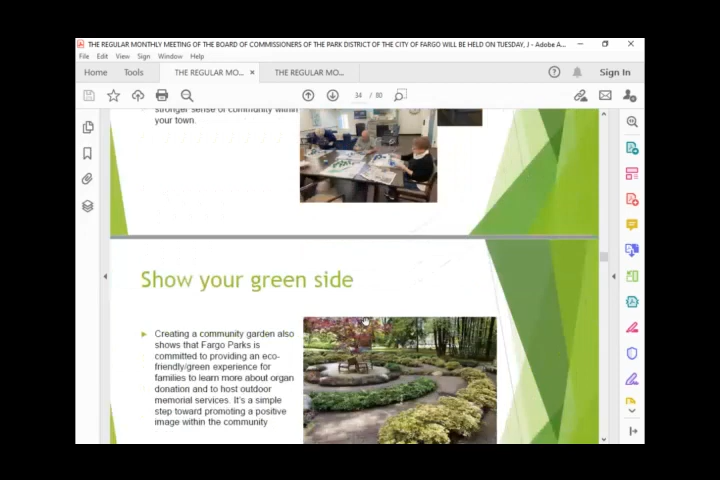 THE REGULAR MONTHLY MEETING OF THE BOARD OF COMMISSIONERS OF THE PARK DISTRICT OF THE CITY OF FARGO WILL BE HELD ON TUESDAY, J - Adobe A...
File Edit View Sign Window Help
Home Tools THE REGULAR MO... × THE REGULAR MO... Sign In
34 / 80
stronger sense of community within
your town.
Show your green side
Creating a community garden also
shows that Fargo Parks is
committed to providing an eco-
friendly/green experience for
families to learn more about organ
donation and to host outdoor
memorial services. It's a simple
step toward promoting a positive
image within the community